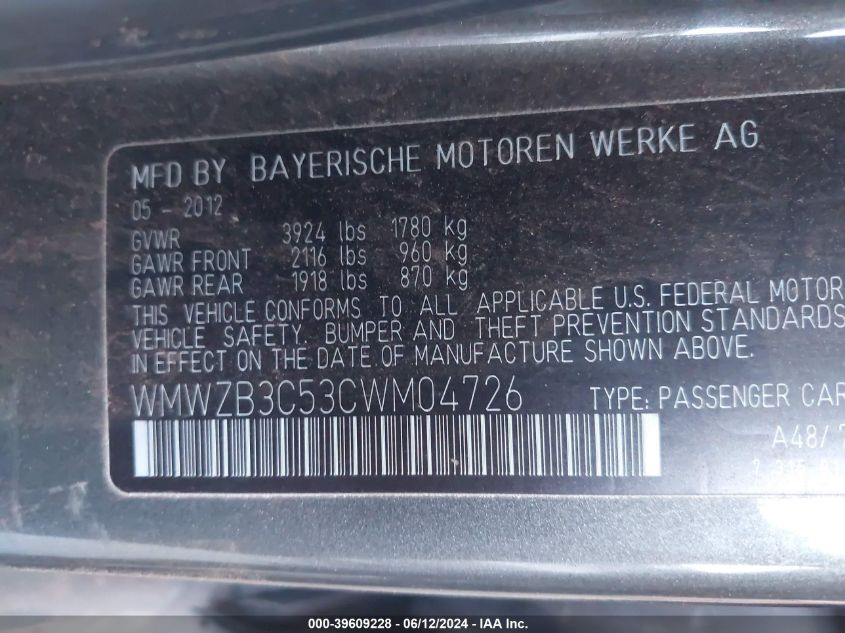 MFD BY BAYERISCHE MOTOREN WERKE AG
05 - 2012
GVWR 3924 lbs 1780 kg
GAWR FRONT 2116 lbs 960 kg
GAWR REAR 1918 lbs 870 kg
THIS VEHICLE CONFORMS TO ALL APPLICABLE U.S. FEDERAL MOTOR
VEHICLE SAFETY. BUMPER AND THEFT PREVENTION STANDARDS
IN EFFECT ON THE DATE OF MANUFACTURE SHOWN ABOVE.
WMWZB3C53CWM04726 TYPE: PASSENGER CAR
A48/
000-39609228 - 06/12/2024 - IAA Inc.